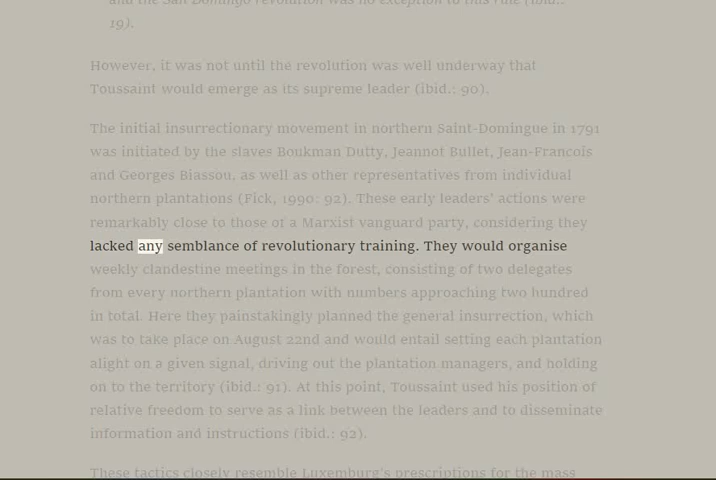 and the San Domingo revolution was no exception to this rule (ibid.:
19).
However, it was not until the revolution was well underway that
Toussaint would emerge as its supreme leader (ibid.: 90).
The initial insurrectionary movement in northern Saint-Domingue in 1791
was initiated by the slaves Boukman Dutty, Jeannot Bullet, Jean-Francois
and Georges Biassou, as well as other representatives from individual
northern plantations (Fick, 1990: 92). These early leaders' actions were
remarkably close to those of a Marxist vanguard party, considering they
lacked any semblance of revolutionary training. They would organise
weekly clandestine meetings in the forest, consisting of two delegates
from every northern plantation with numbers approaching two hundred
in total. Here they painstakingly planned the general insurrection, which
was to take place on August 22nd and would entail setting each plantation
alight on a given signal, driving out the plantation managers, and holding
on to the territory (ibid.: 91). At this point, Toussaint used his position of
relative freedom to serve as a link between the leaders and to disseminate
information and instructions (ibid.: 92).
These tactics closely resemble Luxemburg's prescriptions for the mass